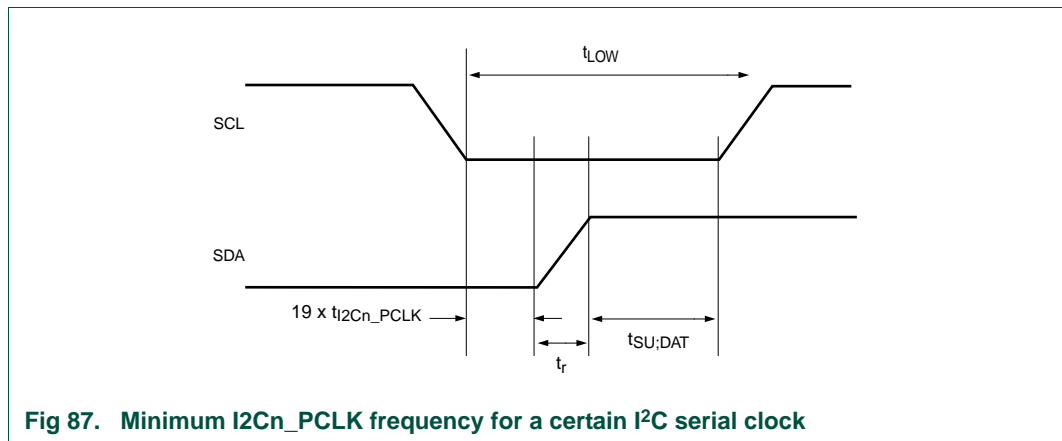 tLOW
SCL
SDA
19 x tI2Cn_PCLK
tSU;DAT
tr
Fig 87. Minimum I2Cn_PCLK frequency for a certain I²C serial clock